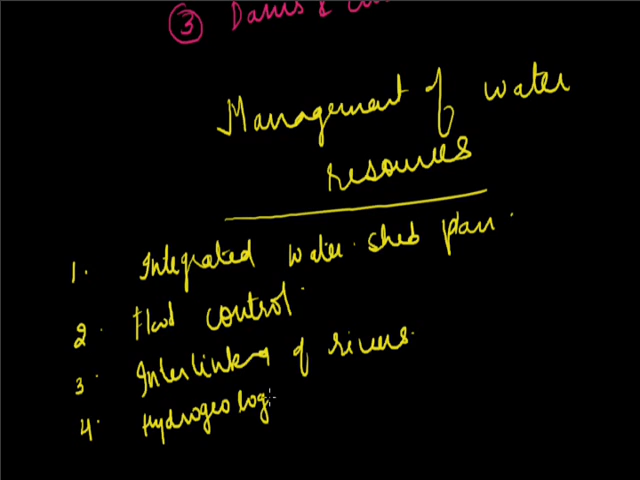 ③ Dams &
Management of water
resources
1. Integrated water shed plan.
2. Flood control.
3. Interlinking of rivers.
4. Hydrogeolog